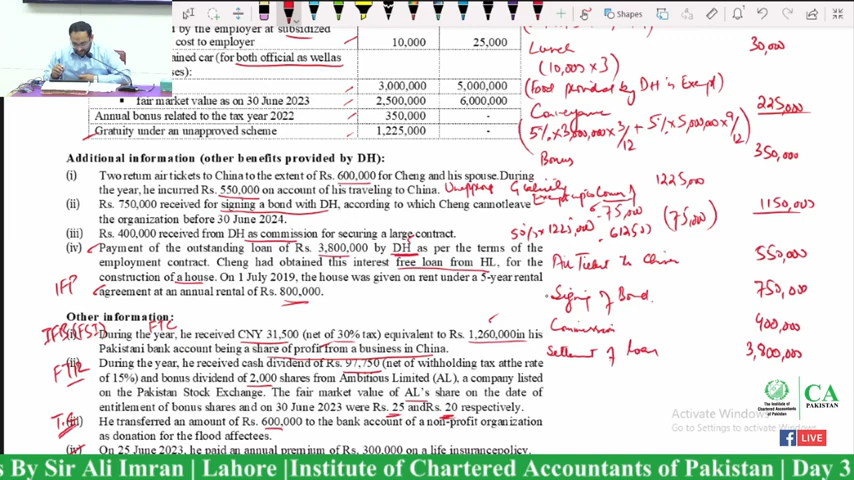 Shapes
d by the employer at subsidized
cost to employer 10,000 25,000
tained car (for both official as wellas
ses):
3,000,000 5,000,000
▪ fair market value as on 30 June 2023 2,500,000 6,000,000
Annual bonus related to the tax year 2022 350,000 -
Gratuity under an unapproved scheme 1,225,000 -
Additional information (other benefits provided by DH):
(i) Two return air tickets to China to the extent of Rs. 600,000 for Cheng and his spouse. During
the year, he incurred Rs. 550,000 on account of his traveling to China.
(ii) Rs. 750,000 received for signing a bond with DH, according to which Cheng cannotleave
the organization before 30 June 2024.
(iii) Rs. 400,000 received from DH as commission for securing a large contract.
(iv) Payment of the outstanding loan of Rs. 3,800,000 by DH as per the terms of the
employment contract. Cheng had obtained this interest free loan from HL, for the
construction of a house. On 1 July 2019, the house was given on rent under a 5-year rental
agreement at an annual rental of Rs. 800,000.
IFP
Other information:
FTC
IFB(FSI)
(i) During the year, he received CNY 31,500 (net of 30% tax) equivalent to Rs. 1,260,000in his
Pakistani bank account being a share of profit from a business in China.
FTR
(ii) During the year, he received cash dividend of Rs. 97,750 (net of withholding tax atthe rate
of 15%) and bonus dividend of 2,000 shares from Ambitious Limited (AL), a company listed
on the Pakistan Stock Exchange. The fair market value of AL's share on the date of
entitlement of bonus shares and on 30 June 2023 were Rs. 25 andRs. 20 respectively.
(iii) He transferred an amount of Rs. 600,000 to the bank account of a non-profit organization
as donation for the flood affectees.
(iv) On 25 June 2023, he paid an annual premium of Rs. 300,000 on a life insurancepolicy.
Lunch 30,000
(10,000 x 3)
(Food provided by DH is Exempt)
Conveyance 225,000
(5% x 3,000,000 x 3/12 + 5% x 5,000,000 x 9/12)
Bonus 350,000
Unapprov Gratuity 1225,000
75,000 (75,000) 1150,000
50% x 1225,000 = 612500
Air Ticket to China 550,000
Signing of Bond 750,000
Commission 400,000
Settlement of Loan 3,800,000
The Institute of
Chartered Accountants
of Pakistan
CA
PAKISTAN
Activate Windows
Go to Settings to activate Windows.
LIVE
s By Sir Ali Imran | Lahore |Institute of Chartered Accountants of Pakistan | Day 3